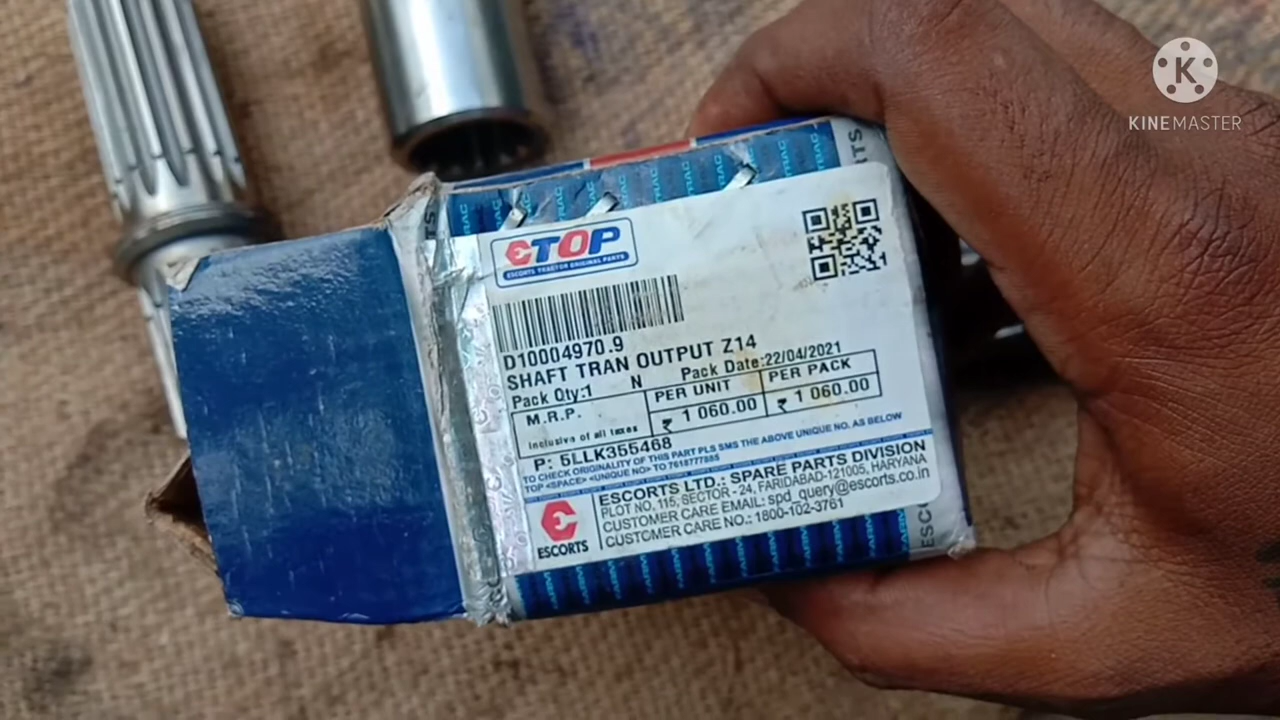 KINEMASTER
ETOP
ESCORTS TRACTOR ORIGINAL PARTS
D10004970.9
SHAFT TRAN OUTPUT Z14
Pack Qty:1 N Pack Date:22/04/2021
M.R.P. PER UNIT PER PACK
Inclusive of all taxes ₹ 1 060.00 ₹ 1 060.00
P: 5LLK355468
TO CHECK ORIGINALITY OF THIS PART PLS SMS THE ABOVE UNIQUE NO. AS BELOW
TOP <SPACE> <UNIQUE NO> TO 7618777885
ESCORTS LTD.: SPARE PARTS DIVISION
PLOT NO. 115, SECTOR - 24, FARIDABAD-121005, HARYANA
CUSTOMER CARE EMAIL: spd_query@escorts.co.in
CUSTOMER CARE NO.: 1800-102-3761
ESCORTS